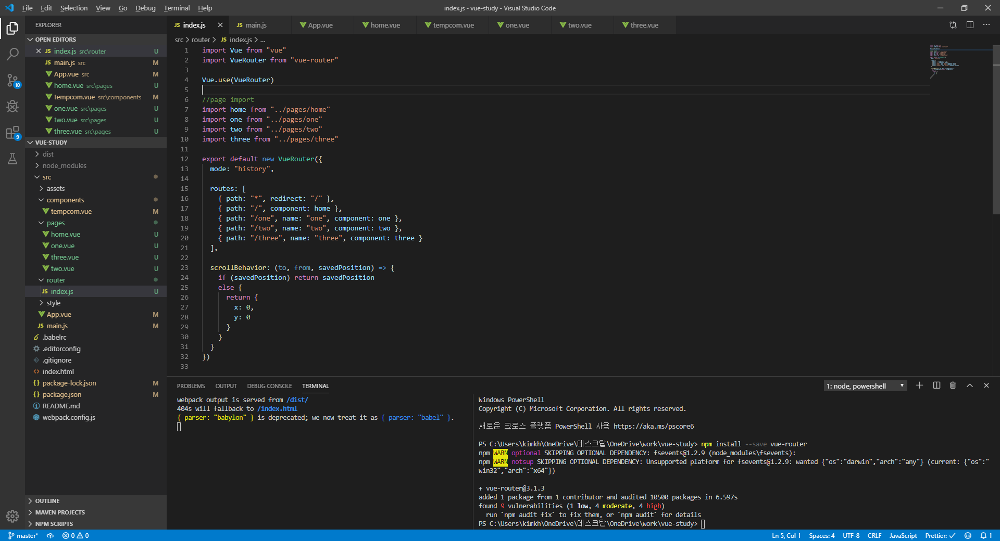 File Edit Selection View Go Debug Terminal Help
index.js - vue-study - Visual Studio Code
EXPLORER
OPEN EDITORS
index.js src\router U
main.js src M
App.vue src M
home.vue src\pages U
tempcom.vue src\components M
one.vue src\pages U
two.vue src\pages U
three.vue src\pages U
VUE-STUDY
dist
node_modules
src
assets
components
tempcom.vue M
pages
home.vue U
one.vue U
three.vue U
two.vue U
router
index.js U
style
App.vue M
main.js M
.babelrc
.editorconfig
.gitignore
index.html
package-lock.json M
package.json M
README.md
webpack.config.js
OUTLINE
MAVEN PROJECTS
NPM SCRIPTS
10
9
JS index.js JS main.js App.vue home.vue tempcom.vue one.vue two.vue three.vue
src > router > JS index.js > ...
1 import Vue from "vue"
2 import VueRouter from "vue-router"
3
4 Vue.use(VueRouter)
5
6 //page import
7 import home from "../pages/home"
8 import one from "../pages/one"
9 import two from "../pages/two"
10 import three from "../pages/three"
11
12 export default new VueRouter({
13 mode: "history",
14
15 routes: [
16 { path: "*", redirect: "/" },
17 { path: "/", component: home },
18 { path: "/one", name: "one", component: one },
19 { path: "/two", name: "two", component: two },
20 { path: "/three", name: "three", component: three }
21 ],
22
23 scrollBehavior: (to, from, savedPosition) => {
24 if (savedPosition) return savedPosition
25 else {
26 return {
27 x: 0,
28 y: 0
29 }
30 }
31 }
32 })
33
PROBLEMS OUTPUT DEBUG CONSOLE TERMINAL
1: node, powershell
webpack output is served from /dist/
404s will fallback to /index.html
{ parser: "babylon" } is deprecated; we now treat it as { parser: "babel" }.
Windows PowerShell
Copyright (C) Microsoft Corporation. All rights reserved.
새로운 크로스 플랫폼 PowerShell 사용 https://aka.ms/pscore6
PS C:\Users\kimkh\OneDrive\데스크탑\OneDrive\work\vue-study> npm install --save vue-router
npm WARN optional SKIPPING OPTIONAL DEPENDENCY: fsevents@1.2.9 (node_modules\fsevents):
npm WARN notsup SKIPPING OPTIONAL DEPENDENCY: Unsupported platform for fsevents@1.2.9: wanted {"os":"darwin","arch":"any"} (current: {"os":"
win32","arch":"x64"})
+ vue-router@3.1.3
added 1 package from 1 contributor and audited 10500 packages in 6.597s
found 9 vulnerabilities (1 low, 4 moderate, 4 high)
run `npm audit fix` to fix them, or `npm audit` for details
PS C:\Users\kimkh\OneDrive\데스크탑\OneDrive\work\vue-study>
master* 0 0
Ln 5, Col 1 Spaces: 4 UTF-8 CRLF JavaScript Prettier: ✓ 1